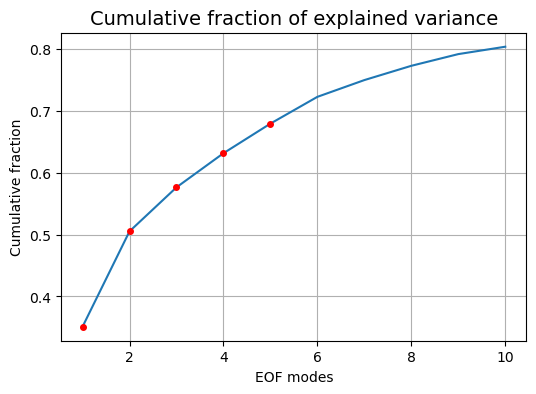 Cumulative fraction of explained variance
0.8
0.7
0.6
0.5
0.4
Cumulative fraction
2 4 6 8 10
EOF modes